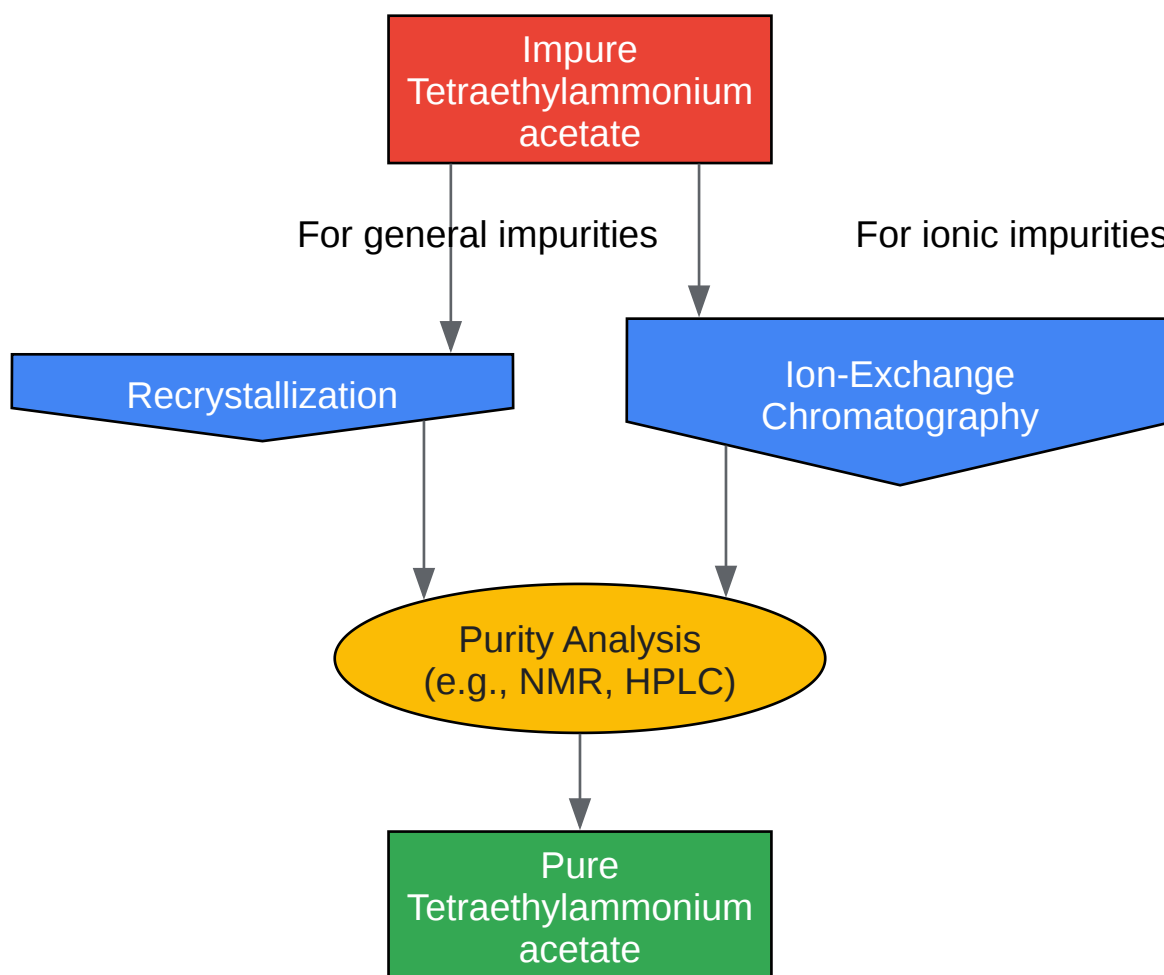 Impure
Tetraethylammonium
acetate
For general impurities
For ionic impurities
Recrystallization
Ion-Exchange
Chromatography
Purity Analysis
(e.g., NMR, HPLC)
Pure
Tetraethylammonium
acetate